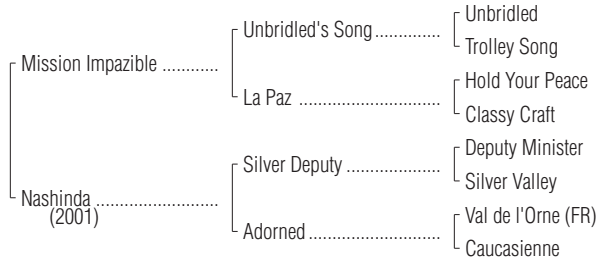 Unbridled
Unbridled's Song..............
Trolley Song
Mission Impazible ............
Hold Your Peace
La Paz ...............................
Classy Craft
Deputy Minister
Silver Deputy ....................
Silver Valley
Nashinda ..........................
(2001)
Val de l'Orne (FR)
Adorned.............................
Caucasienne